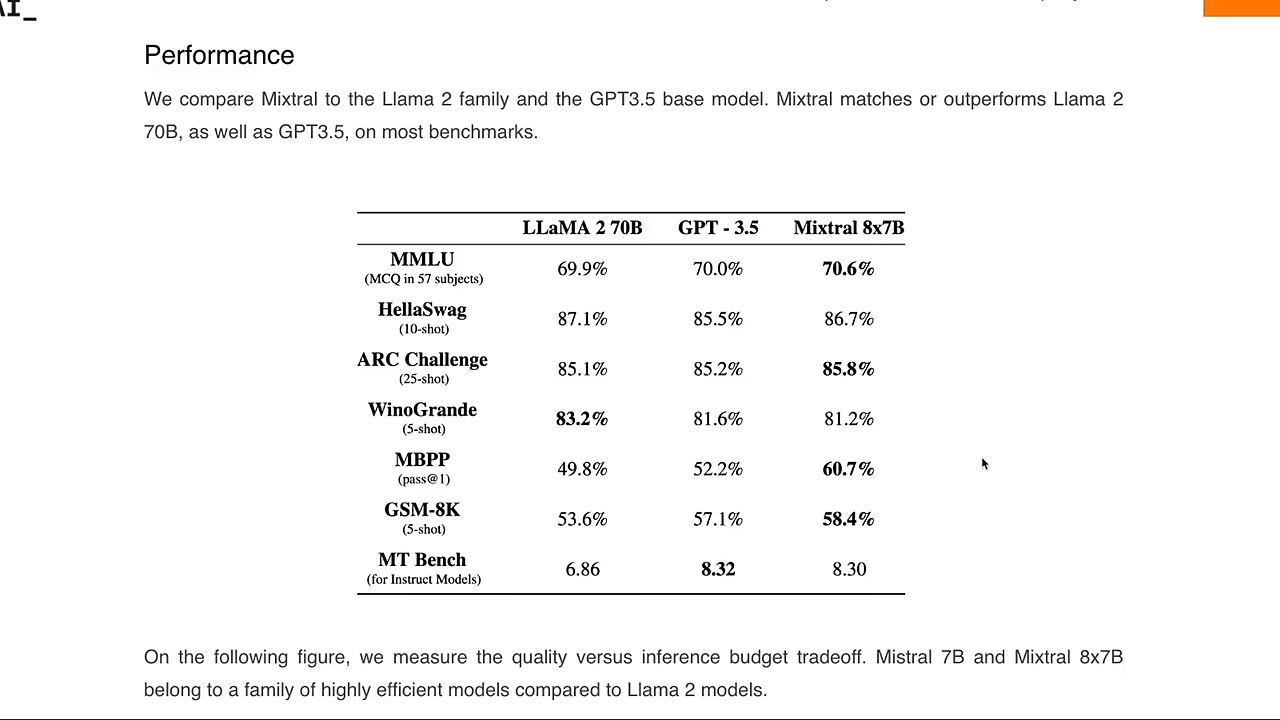 AI_
Performance
We compare Mixtral to the Llama 2 family and the GPT3.5 base model. Mixtral matches or outperforms Llama 2
70B, as well as GPT3.5, on most benchmarks.
LLaMA 2 70B GPT - 3.5 Mixtral 8x7B
MMLU
(MCQ in 57 subjects) 69.9% 70.0% 70.6%
HellaSwag
(10-shot) 87.1% 85.5% 86.7%
ARC Challenge
(25-shot) 85.1% 85.2% 85.8%
WinoGrande
(5-shot) 83.2% 81.6% 81.2%
MBPP
(pass@1) 49.8% 52.2% 60.7%
GSM-8K
(5-shot) 53.6% 57.1% 58.4%
MT Bench
(for Instruct Models) 6.86 8.32 8.30
On the following figure, we measure the quality versus inference budget tradeoff. Mistral 7B and Mixtral 8x7B
belong to a family of highly efficient models compared to Llama 2 models.